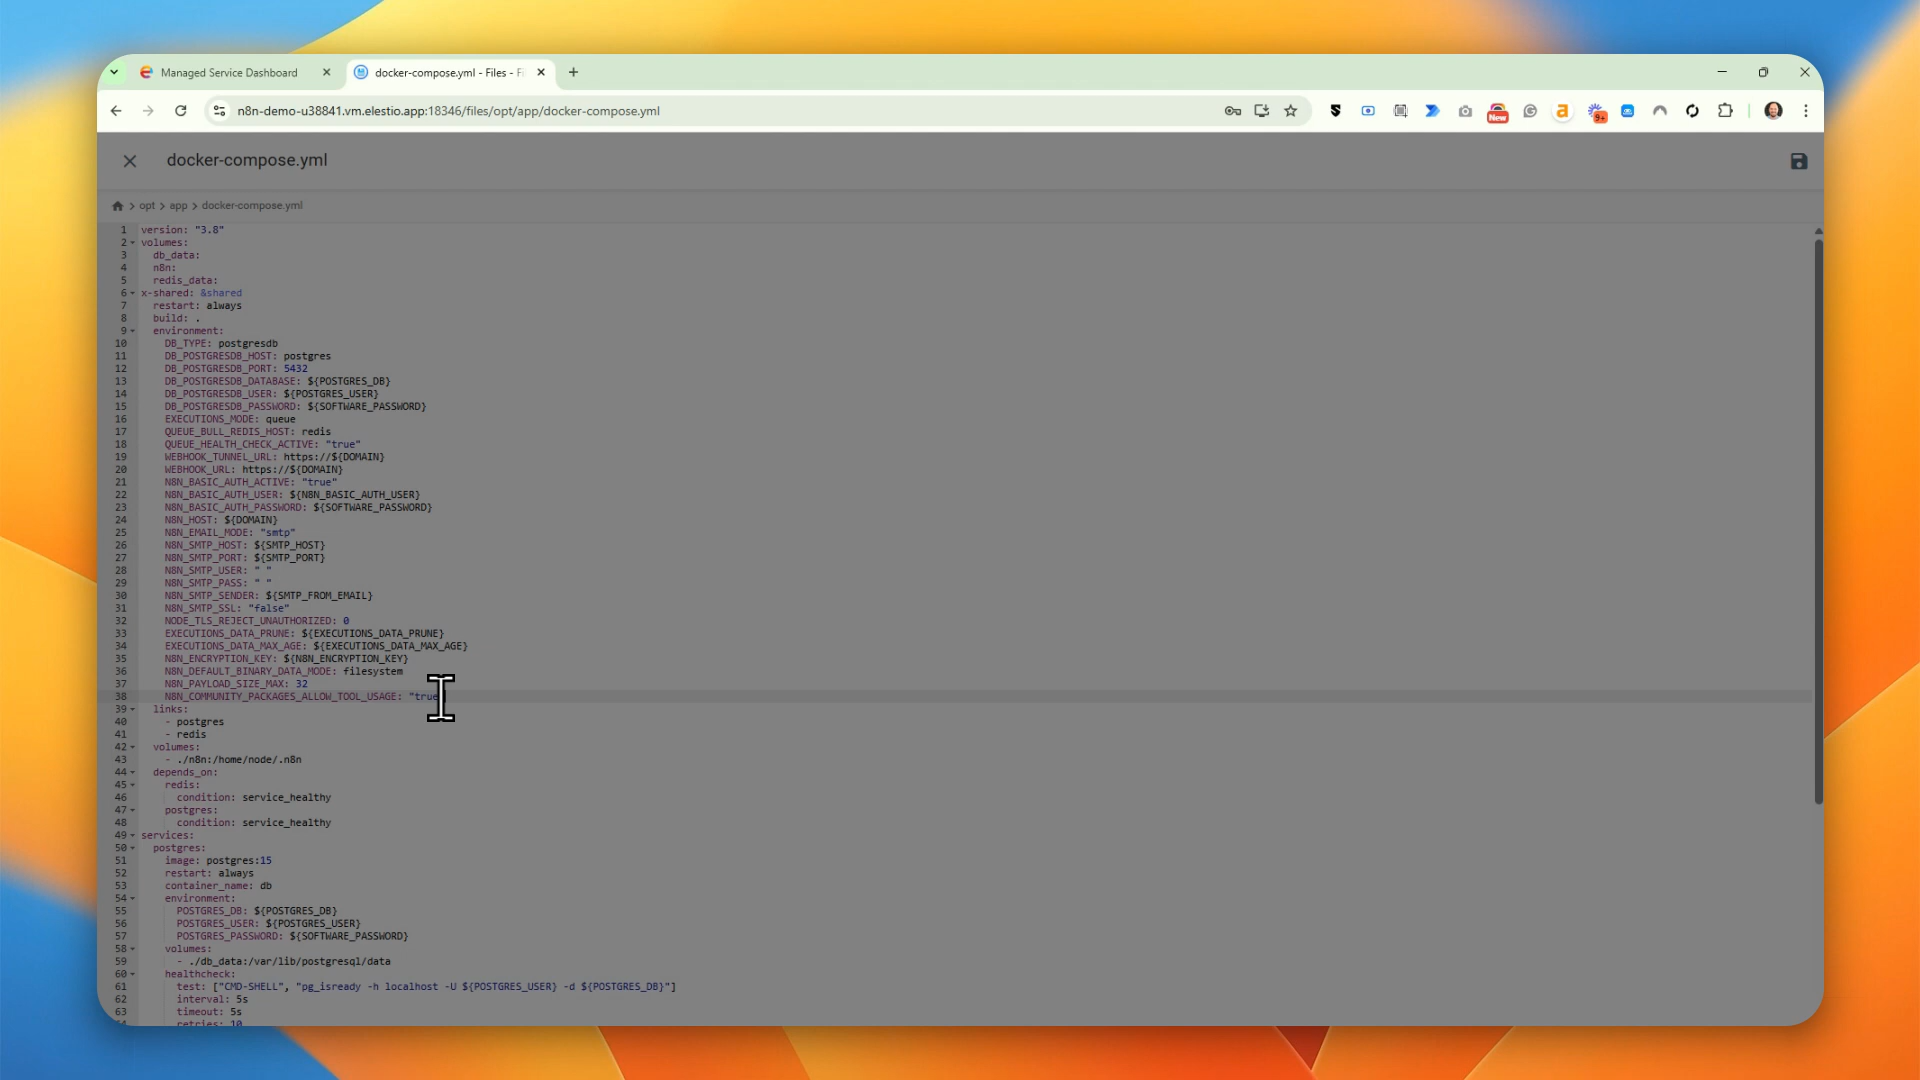 Managed Service Dashboard
docker-compose.yml - Files - Fi
n8n-demo-u38841.vm.elestio.app:18346/files/opt/app/docker-compose.yml
New
9+
docker-compose.yml
opt > app > docker-compose.yml
1 version: "3.8"
2 volumes:
3 db_data:
4 n8n:
5 redis_data:
6 x-shared: &shared
7 restart: always
8 build: .
9 environment:
10 DB_TYPE: postgresdb
11 DB_POSTGRESDB_HOST: postgres
12 DB_POSTGRESDB_PORT: 5432
13 DB_POSTGRESDB_DATABASE: ${POSTGRES_DB}
14 DB_POSTGRESDB_USER: ${POSTGRES_USER}
15 DB_POSTGRESDB_PASSWORD: ${SOFTWARE_PASSWORD}
16 EXECUTIONS_MODE: queue
17 QUEUE_BULL_REDIS_HOST: redis
18 QUEUE_HEALTH_CHECK_ACTIVE: "true"
19 WEBHOOK_TUNNEL_URL: https://${DOMAIN}
20 WEBHOOK_URL: https://${DOMAIN}
21 N8N_BASIC_AUTH_ACTIVE: "true"
22 N8N_BASIC_AUTH_USER: ${N8N_BASIC_AUTH_USER}
23 N8N_BASIC_AUTH_PASSWORD: ${SOFTWARE_PASSWORD}
24 N8N_HOST: ${DOMAIN}
25 N8N_EMAIL_MODE: "smtp"
26 N8N_SMTP_HOST: ${SMTP_HOST}
27 N8N_SMTP_PORT: ${SMTP_PORT}
28 N8N_SMTP_USER: " "
29 N8N_SMTP_PASS: " "
30 N8N_SMTP_SENDER: ${SMTP_FROM_EMAIL}
31 N8N_SMTP_SSL: "false"
32 NODE_TLS_REJECT_UNAUTHORIZED: 0
33 EXECUTIONS_DATA_PRUNE: ${EXECUTIONS_DATA_PRUNE}
34 EXECUTIONS_DATA_MAX_AGE: ${EXECUTIONS_DATA_MAX_AGE}
35 N8N_ENCRYPTION_KEY: ${N8N_ENCRYPTION_KEY}
36 N8N_DEFAULT_BINARY_DATA_MODE: filesystem
37 N8N_PAYLOAD_SIZE_MAX: 32
38 N8N_COMMUNITY_PACKAGES_ALLOW_TOOL_USAGE: "true
39 links:
40 - postgres
41 - redis
42 volumes:
43 - ./n8n:/home/node/.n8n
44 depends_on:
45 redis:
46 condition: service_healthy
47 postgres:
48 condition: service_healthy
49 services:
50 postgres:
51 image: postgres:15
52 restart: always
53 container_name: db
54 environment:
55 POSTGRES_DB: ${POSTGRES_DB}
56 POSTGRES_USER: ${POSTGRES_USER}
57 POSTGRES_PASSWORD: ${SOFTWARE_PASSWORD}
58 volumes:
59 - ./db_data:/var/lib/postgresql/data
60 healthcheck:
61 test: ["CMD-SHELL", "pg_isready -h localhost -U ${POSTGRES_USER} -d ${POSTGRES_DB}"]
62 interval: 5s
63 timeout: 5s
64 retries: 10